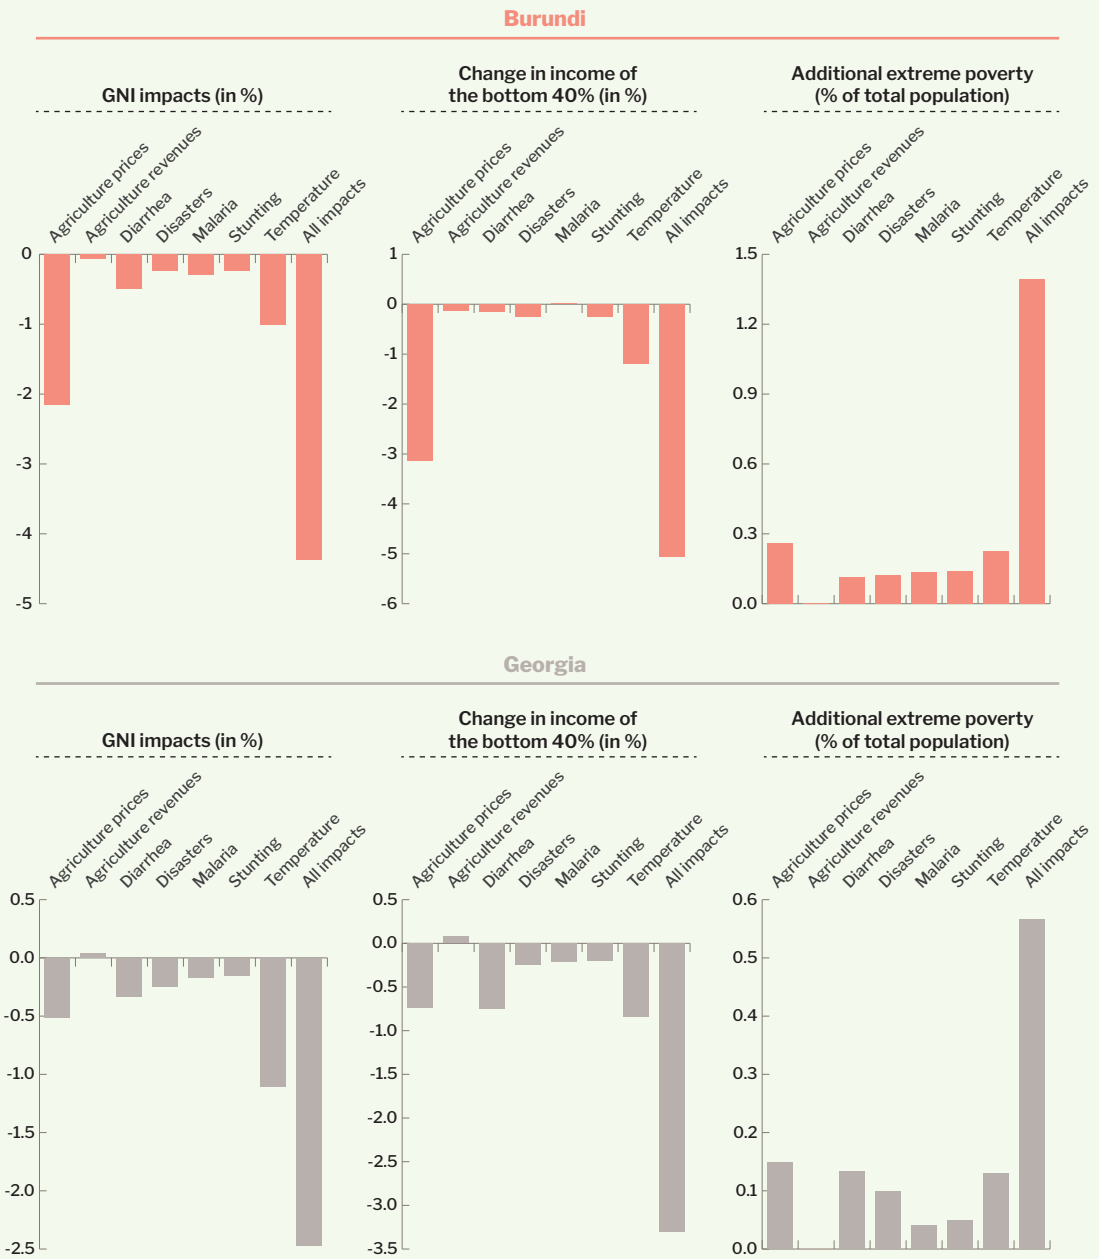 Burundi
GNI impacts (in %)
Agriculture prices
Agriculture revenues
Diarrhea
Disasters
Malaria
Stunting
Temperature
All impacts
0
-1
-2
-3
-4
-5
Change in income of
the bottom 40% (in %)
Agriculture prices
Agriculture revenues
Diarrhea
Disasters
Malaria
Stunting
Temperature
All impacts
1
0
-1
-2
-3
-4
-5
-6
Additional extreme poverty
(% of total population)
Agriculture prices
Agriculture revenues
Diarrhea
Disasters
Malaria
Stunting
Temperature
All impacts
1.5
1.2
0.9
0.6
0.3
0.0
Georgia
GNI impacts (in %)
Agriculture prices
Agriculture revenues
Diarrhea
Disasters
Malaria
Stunting
Temperature
All impacts
0.5
0.0
-0.5
-1.0
-1.5
-2.0
-2.5
Change in income of
the bottom 40% (in %)
Agriculture prices
Agriculture revenues
Diarrhea
Disasters
Malaria
Stunting
Temperature
All impacts
0.5
0.0
-0.5
-1.0
-1.5
-2.0
-2.5
-3.0
-3.5
Additional extreme poverty
(% of total population)
Agriculture prices
Agriculture revenues
Diarrhea
Disasters
Malaria
Stunting
Temperature
All impacts
0.6
0.5
0.4
0.3
0.2
0.1
0.0